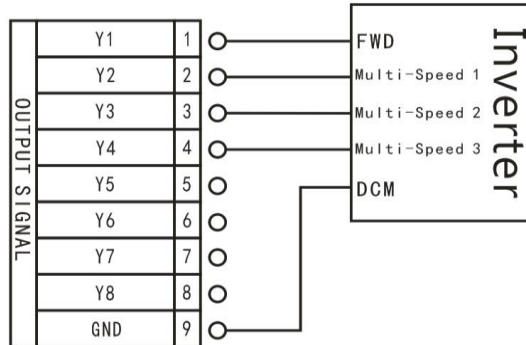 OUTPUT SIGNAL
Y1 1
Y2 2
Y3 3
Y4 4
Y5 5
Y6 6
Y7 7
Y8 8
GND 9
FWD
Multi-Speed 1
Multi-Speed 2
Multi-Speed 3
DCM
Inverter